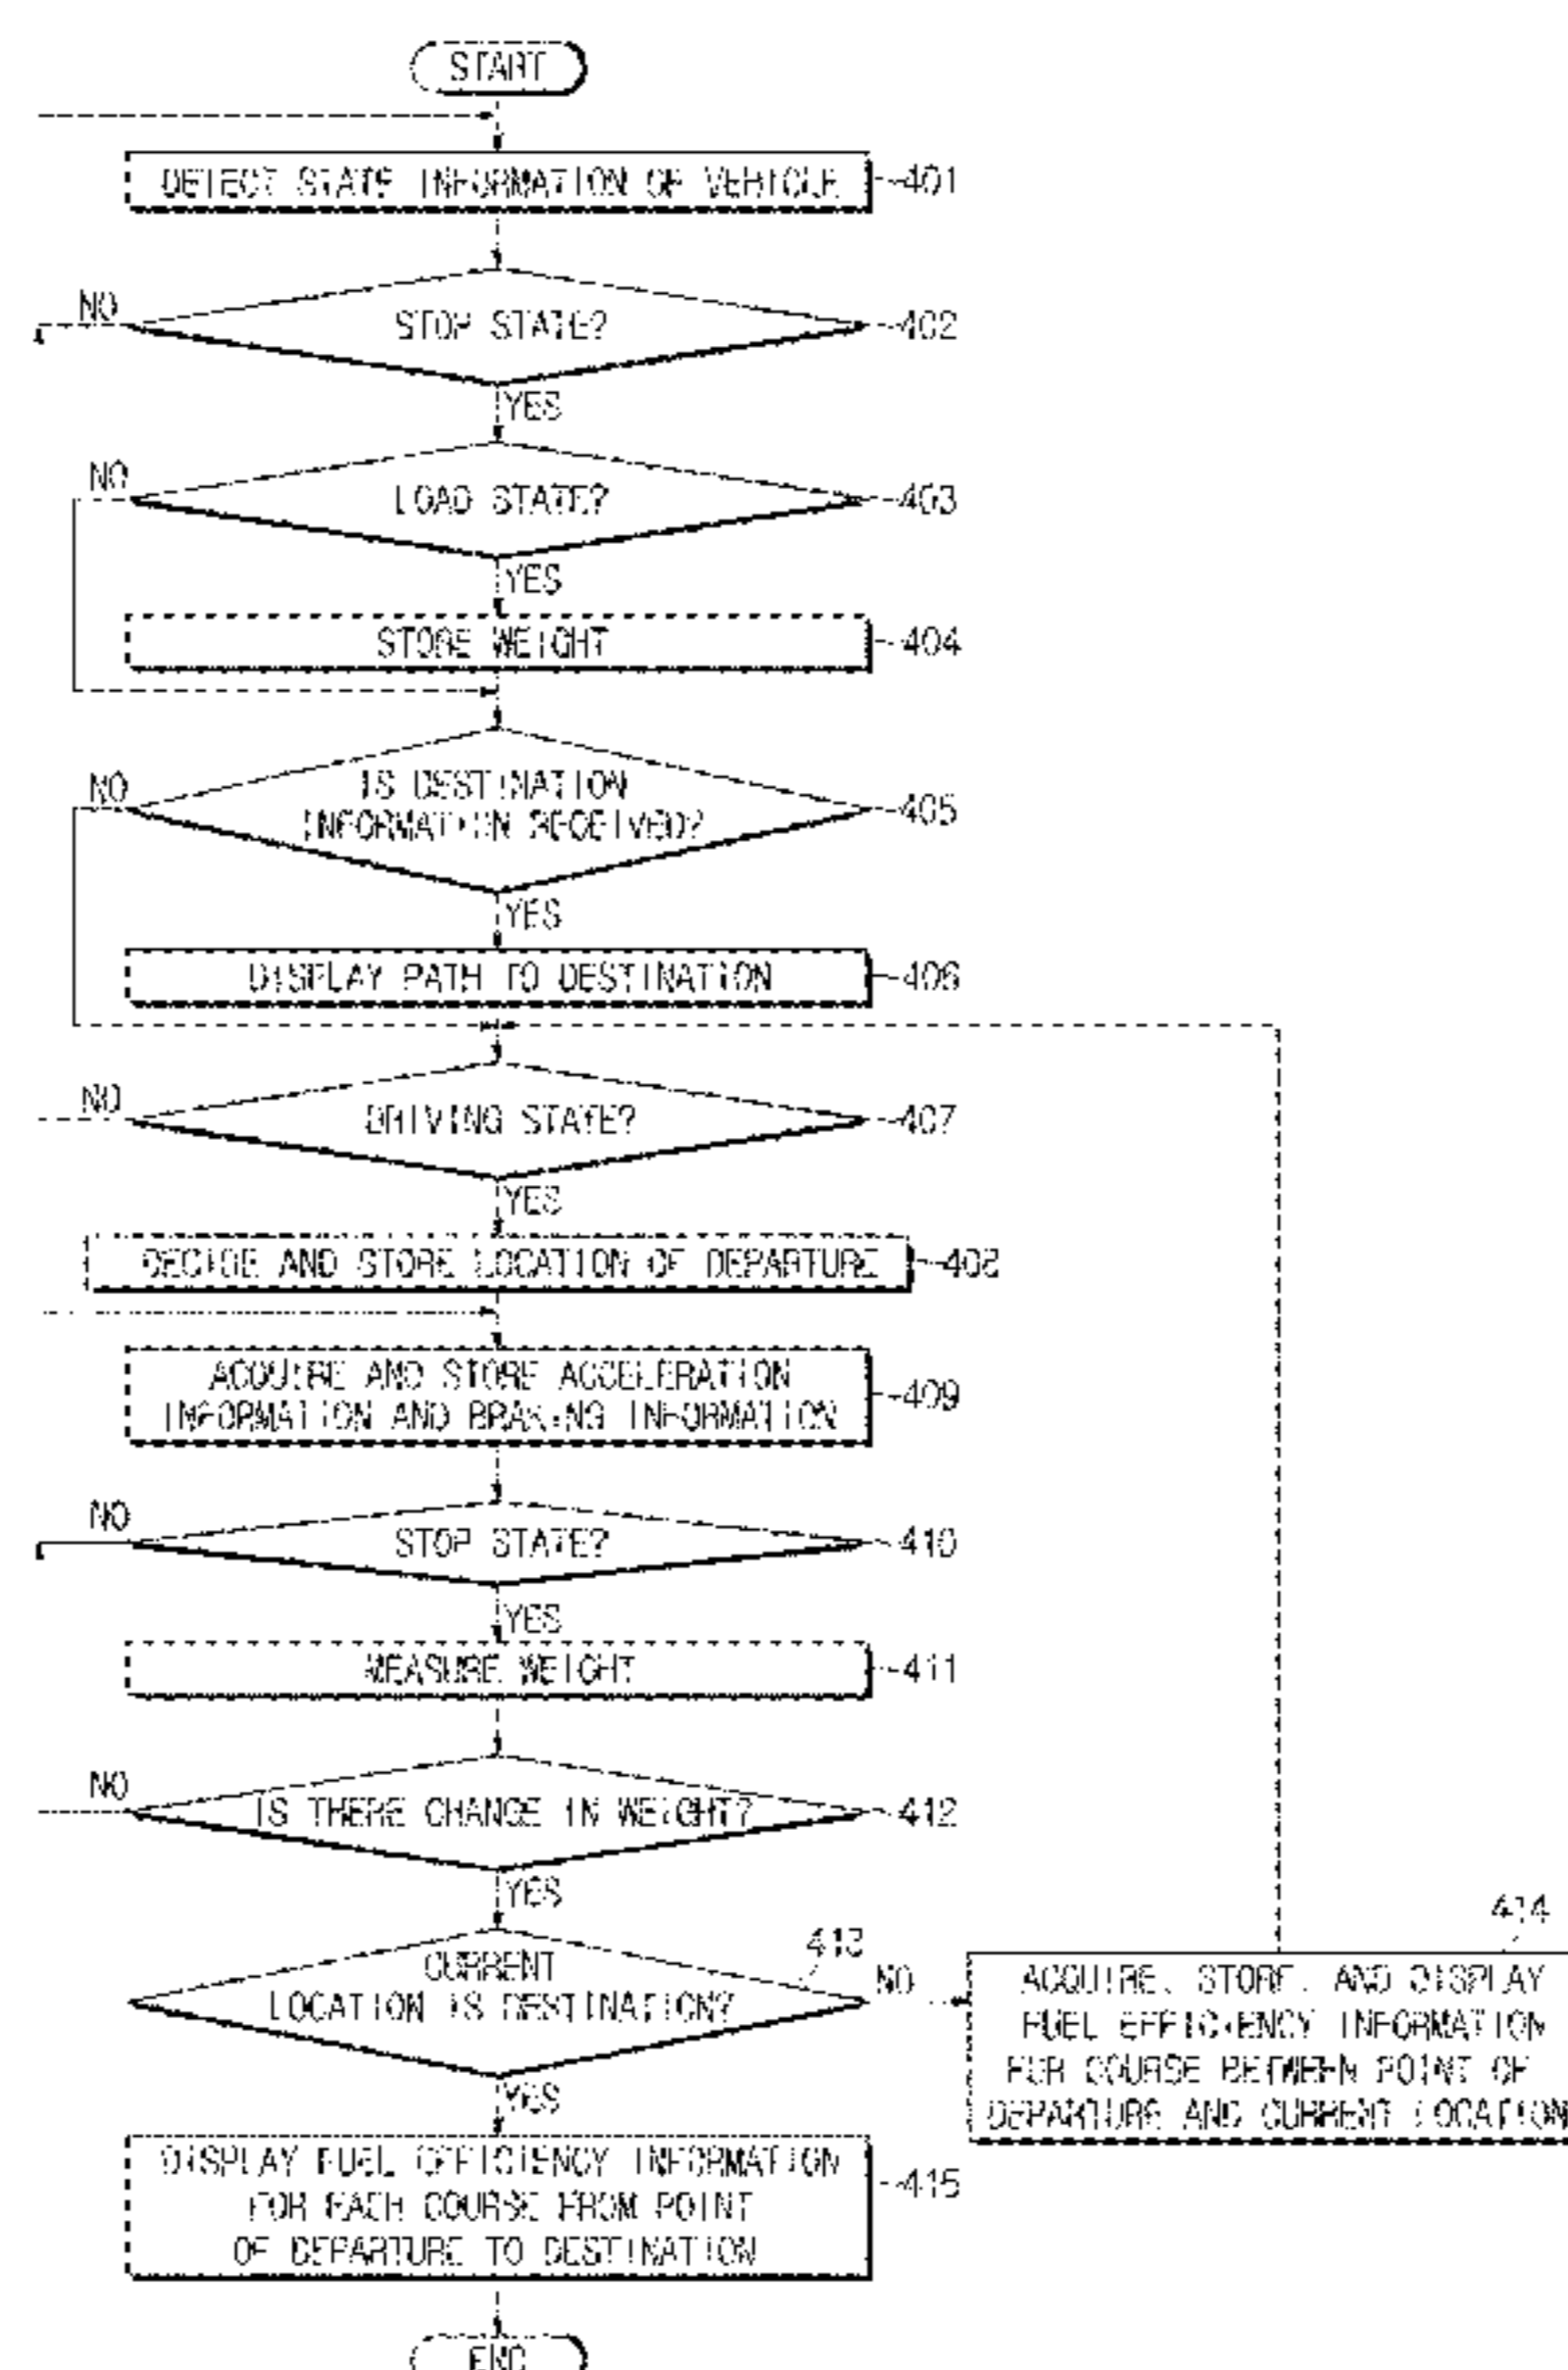 START
DETECT STATE INFORMATION OF VEHICLE
401
NO
STOP STATE?
402
YES
NO
LOAD STATE?
403
YES
STORE WEIGHT
404
NO
IS DESTINATION
INFORMATION RECEIVED?
405
YES
DISPLAY PATH TO DESTINATION
406
NO
DRIVING STATE?
407
YES
DECIDE AND STORE LOCATION OF DEPARTURE
408
ACQUIRE AND STORE ACCELERATION
INFORMATION AND BRAKING INFORMATION
409
NO
STOP STATE?
410
YES
MEASURE WEIGHT
411
NO
IS THERE CHANGE IN WEIGHT?
412
YES
CURRENT
LOCATION IS DESTINATION?
413
NO
414
ACQUIRE, STORE, AND DISPLAY
FUEL EFFICIENCY INFORMATION
FOR COURSE BETWEEN POINT OF
DEPARTURE AND CURRENT LOCATION
YES
DISPLAY FUEL EFFICIENCY INFORMATION
FOR EACH COURSE FROM POINT
OF DEPARTURE TO DESTINATION
415
END